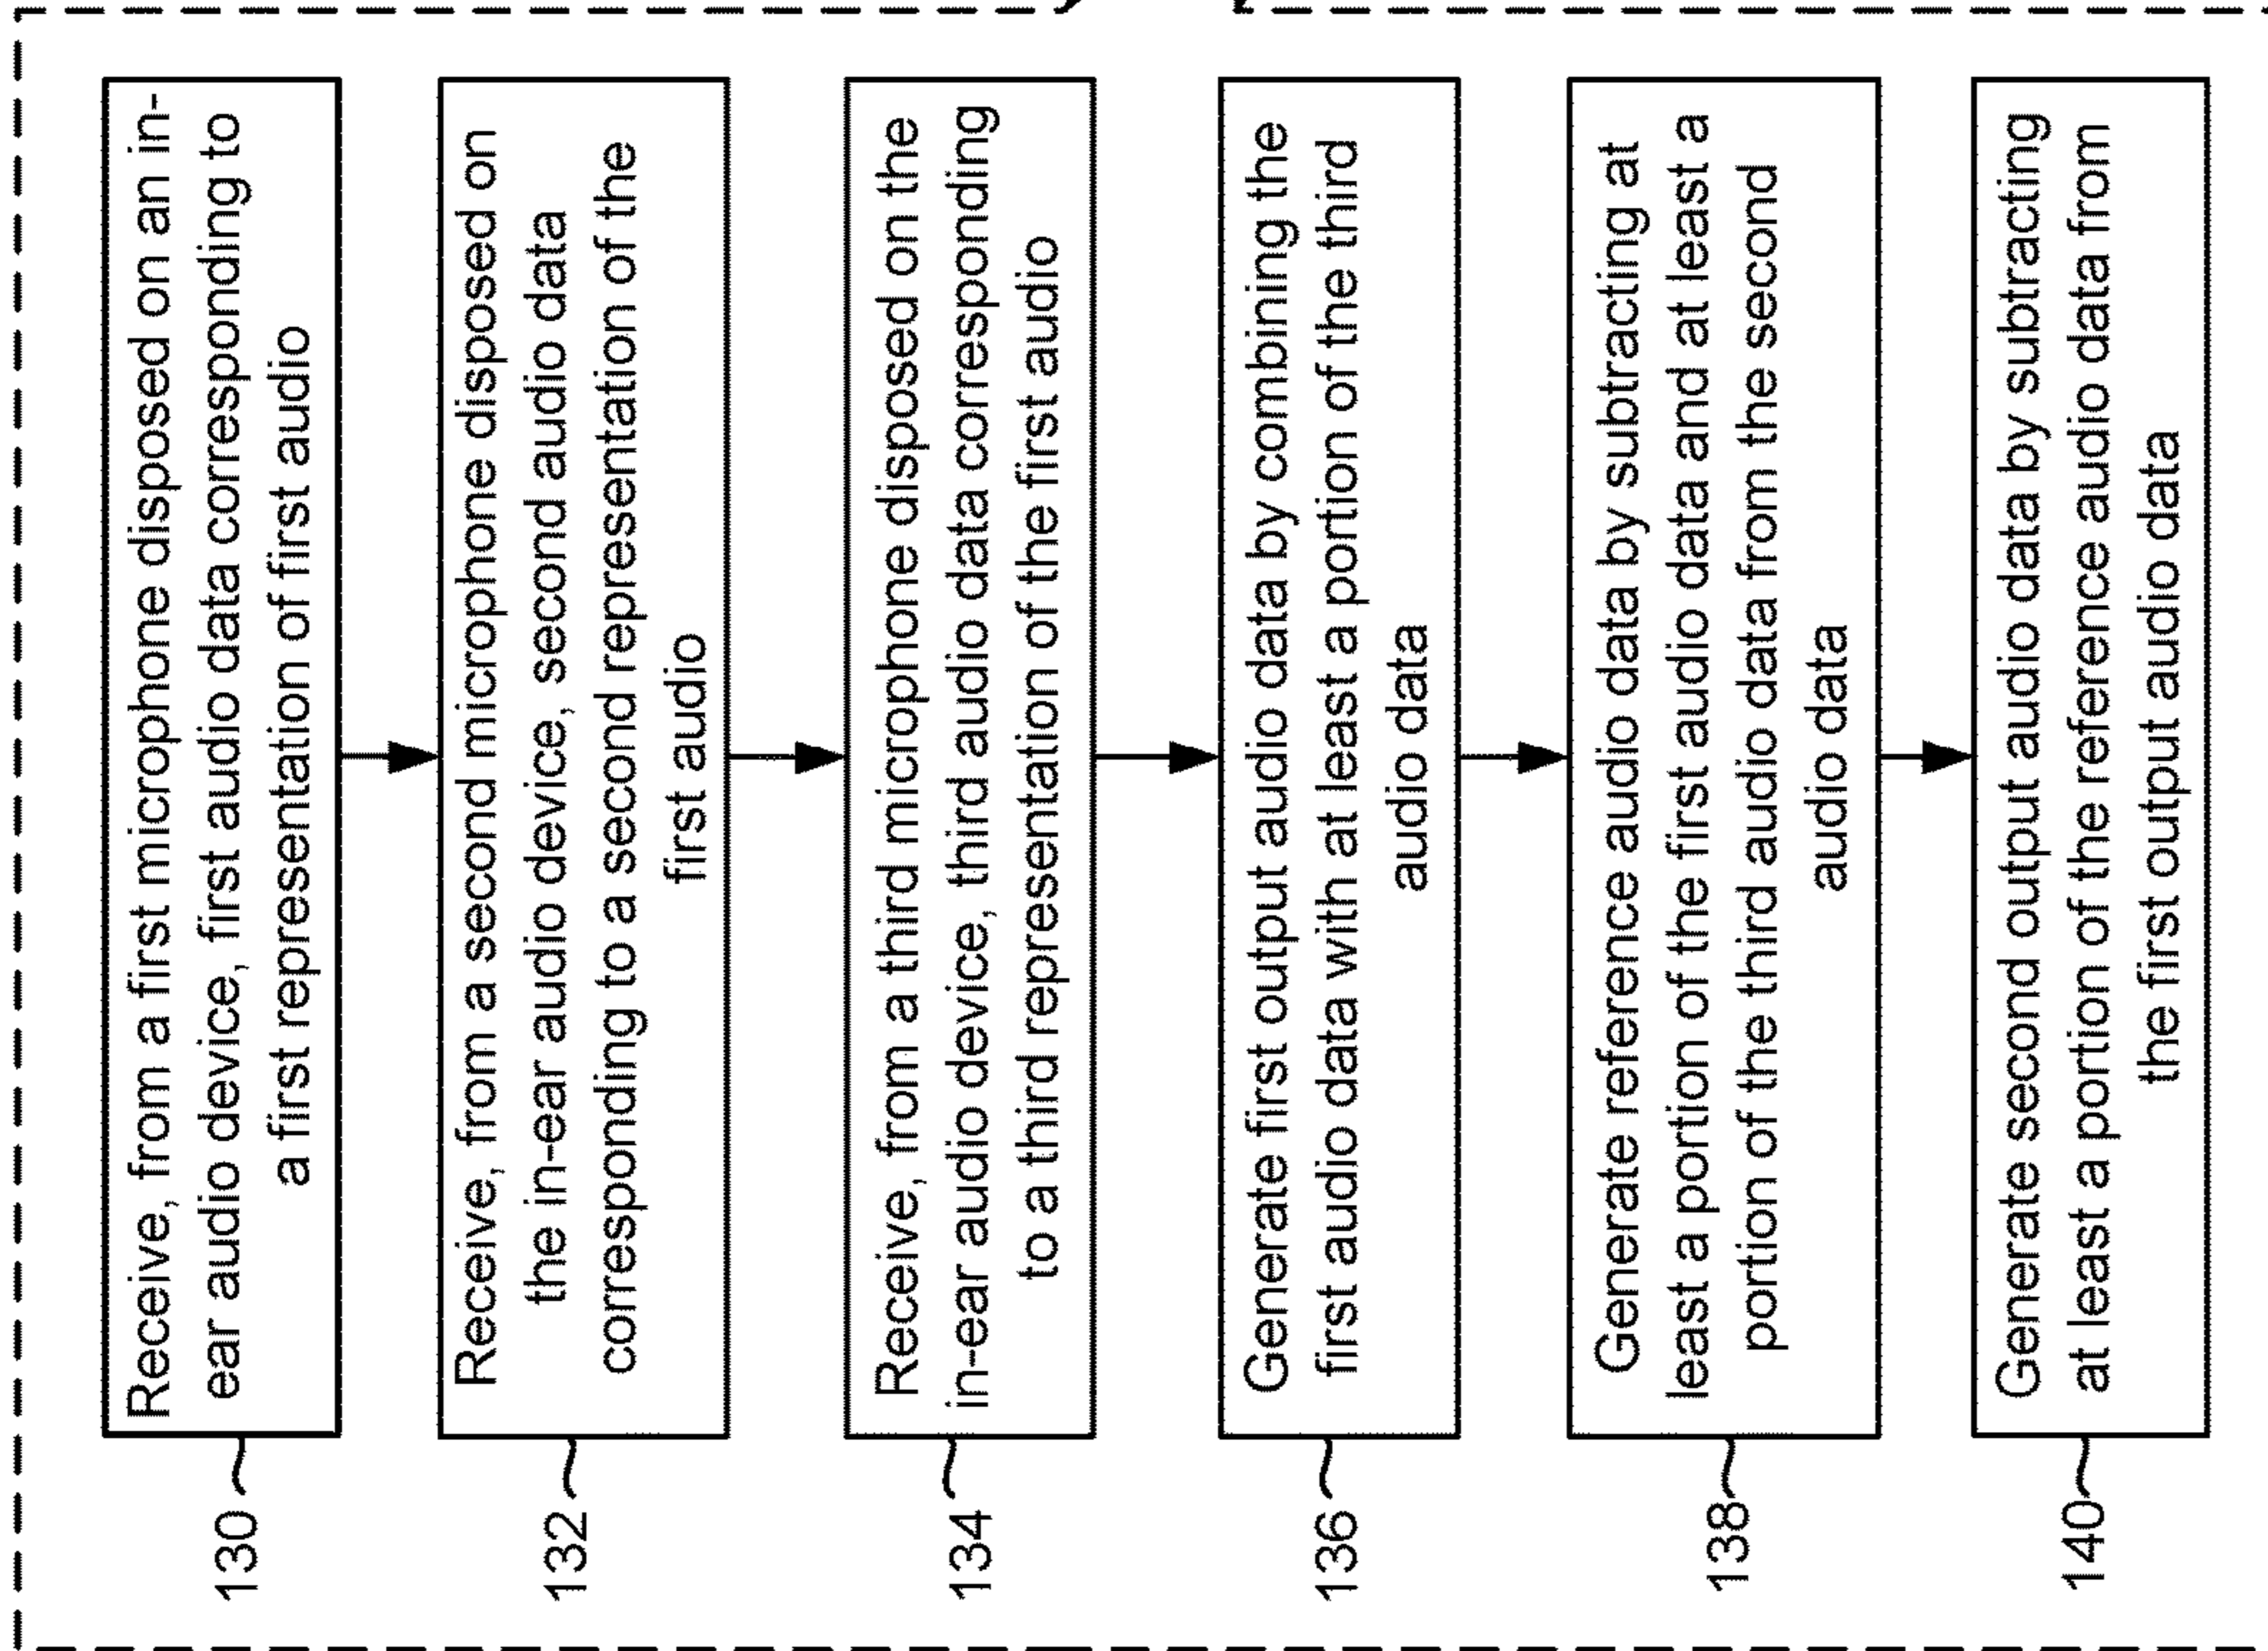 130
Receive, from a first microphone disposed on an in-
ear audio device, first audio data corresponding to
a first representation of first audio
132
Receive, from a second microphone disposed on
the in-ear audio device, second audio data
corresponding to a second representation of the
first audio
134
Receive, from a third microphone disposed on the
in-ear audio device, third audio data corresponding
to a third representation of the first audio
136
Generate first output audio data by combining the
first audio data with at least a portion of the third
audio data
138
Generate reference audio data by subtracting at
least a portion of the first audio data and at least a
portion of the third audio data from the second
audio data
140
Generate second output audio data by subtracting
at least a portion of the reference audio data from
the first output audio data